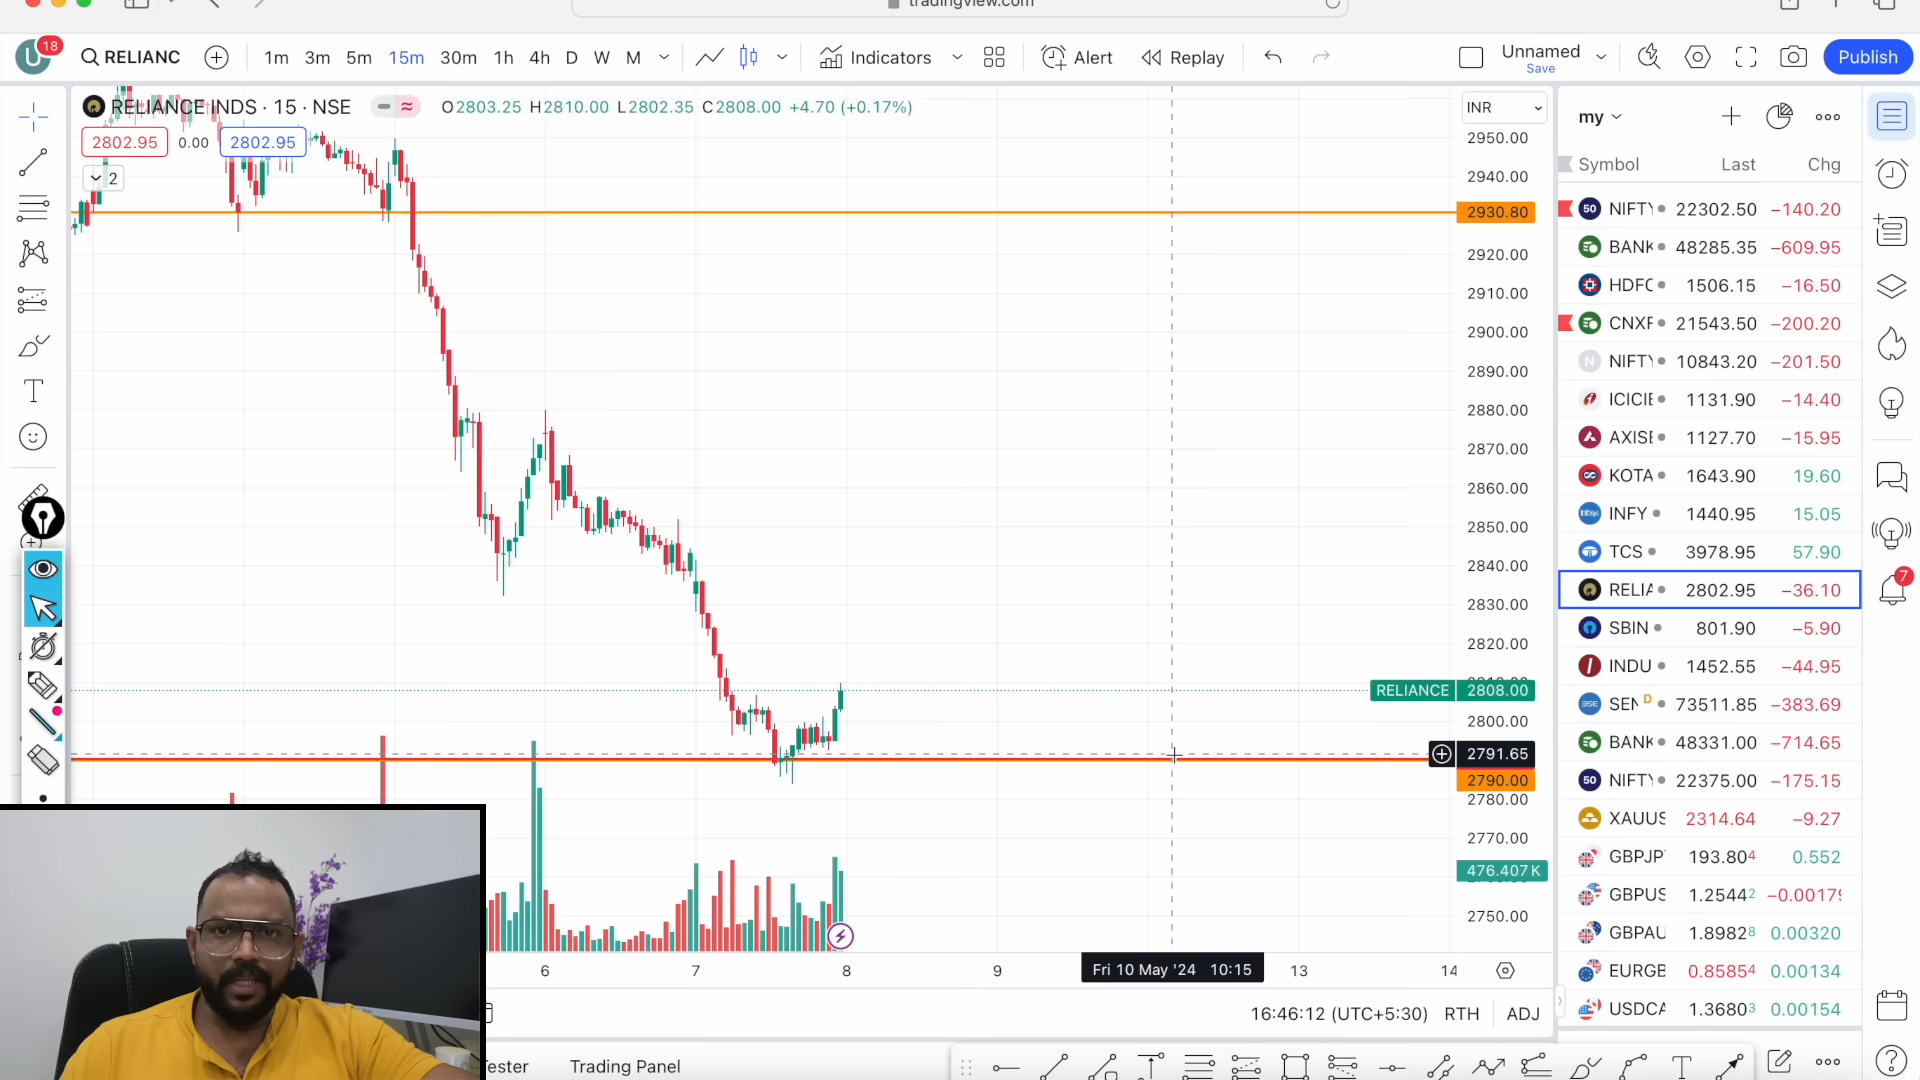 tradingview.com
U 18 RELIANC 1m 3m 5m 15m 30m 1h 4h D W M Indicators Alert Replay Unnamed Save Publish
RELIANCE INDS · 15 · NSE O2803.25 H2810.00 L2802.35 C2808.00 +4.70 (+0.17%)
2802.95 0.00 2802.95
2
INR
2950.00
2940.00
2930.80
2920.00
2910.00
2900.00
2890.00
2880.00
2870.00
2860.00
2850.00
2840.00
2830.00
2820.00
RELIANCE 2808.00
2800.00
2791.65
2790.00
2780.00
2770.00
476.407 K
2750.00
6 7 8 9 Fri 10 May '24 10:15 13 14
16:46:12 (UTC+5:30) RTH ADJ
ester Trading Panel
my
Symbol Last Chg
50 NIFTY 22302.50 −140.20
BANK 48285.35 −609.95
HDFC 1506.15 −16.50
CNXF 21543.50 −200.20
N NIFTY 10843.20 −201.50
ICICIE 1131.90 −14.40
AXISE 1127.70 −15.95
KOTA 1643.90 19.60
Infosys INFY 1440.95 15.05
TCS 3978.95 57.90
RELIA 2802.95 −36.10
SBIN 801.90 −5.90
INDU 1452.55 −44.95
BSE SEN D 73511.85 −383.69
BANK 48331.00 −714.65
50 NIFTY 22375.00 −175.15
XAUUS 2314.64 −9.27
GBPJP 193.804 0.552
GBPUS 1.25442 −0.00179
GBPAU 1.89828 0.00320
EURGB 0.85854 0.00134
USDCA 1.36803 0.00154
7